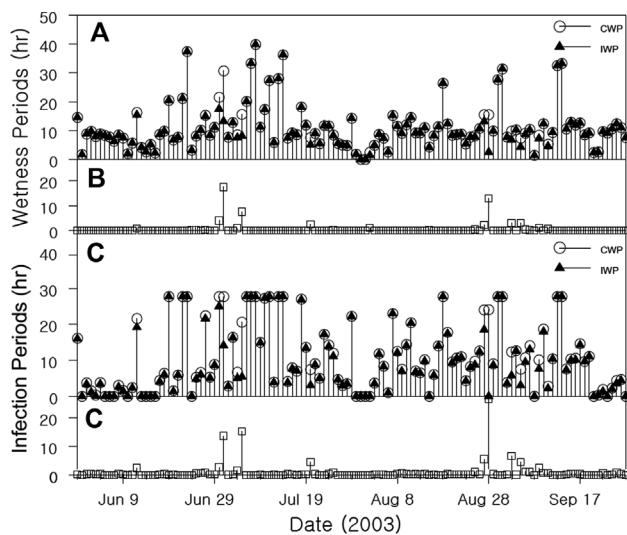 Wetness Periods (hr)
50
A
CWP
IWP
40
30
20
10
0
B
20
10
0
Infection Periods (hr)
40
C
CWP
IWP
30
20
10
0
C
20
10
0
Jun 9
Jun 29
Jul 19
Aug 8
Aug 28
Sep 17
Date (2003)